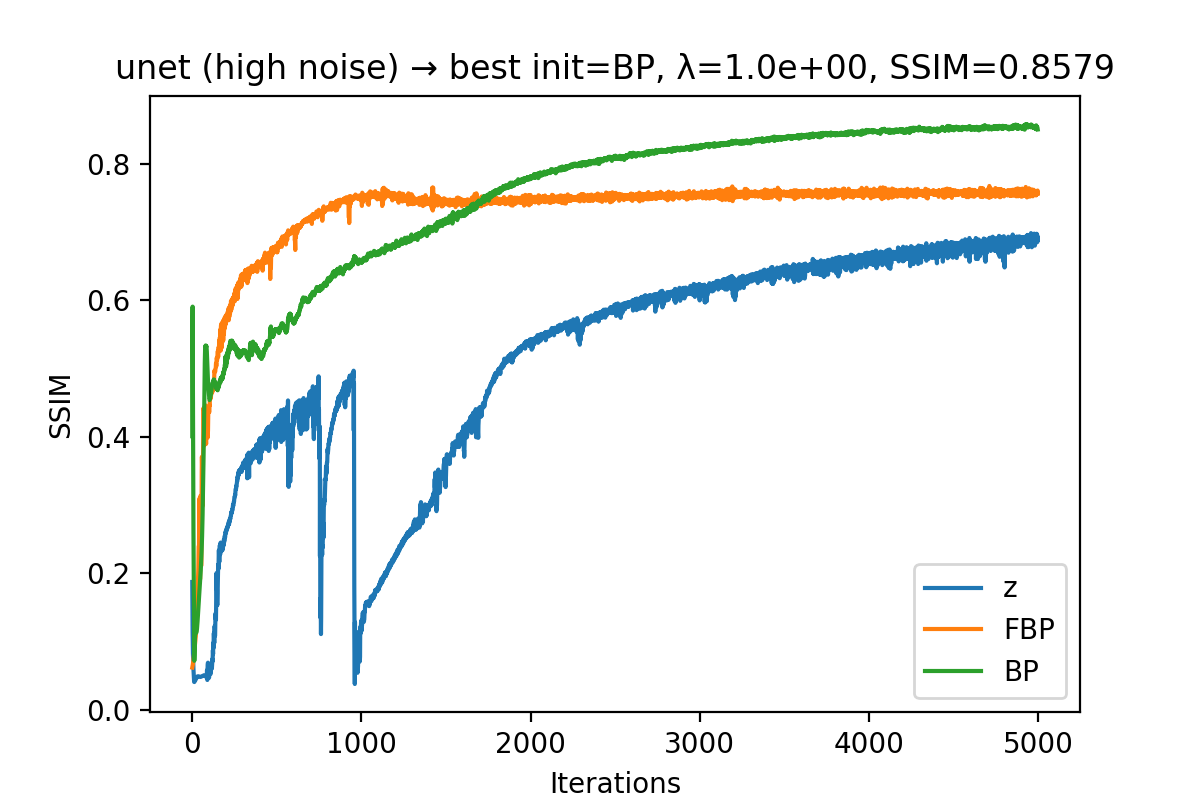 unet (high noise) → best init=BP, λ=1.0e+00, SSIM=0.8579
SSIM
0.8
0.6
0.4
0.2
0.0
z
FBP
BP
0 1000 2000 3000 4000 5000
Iterations